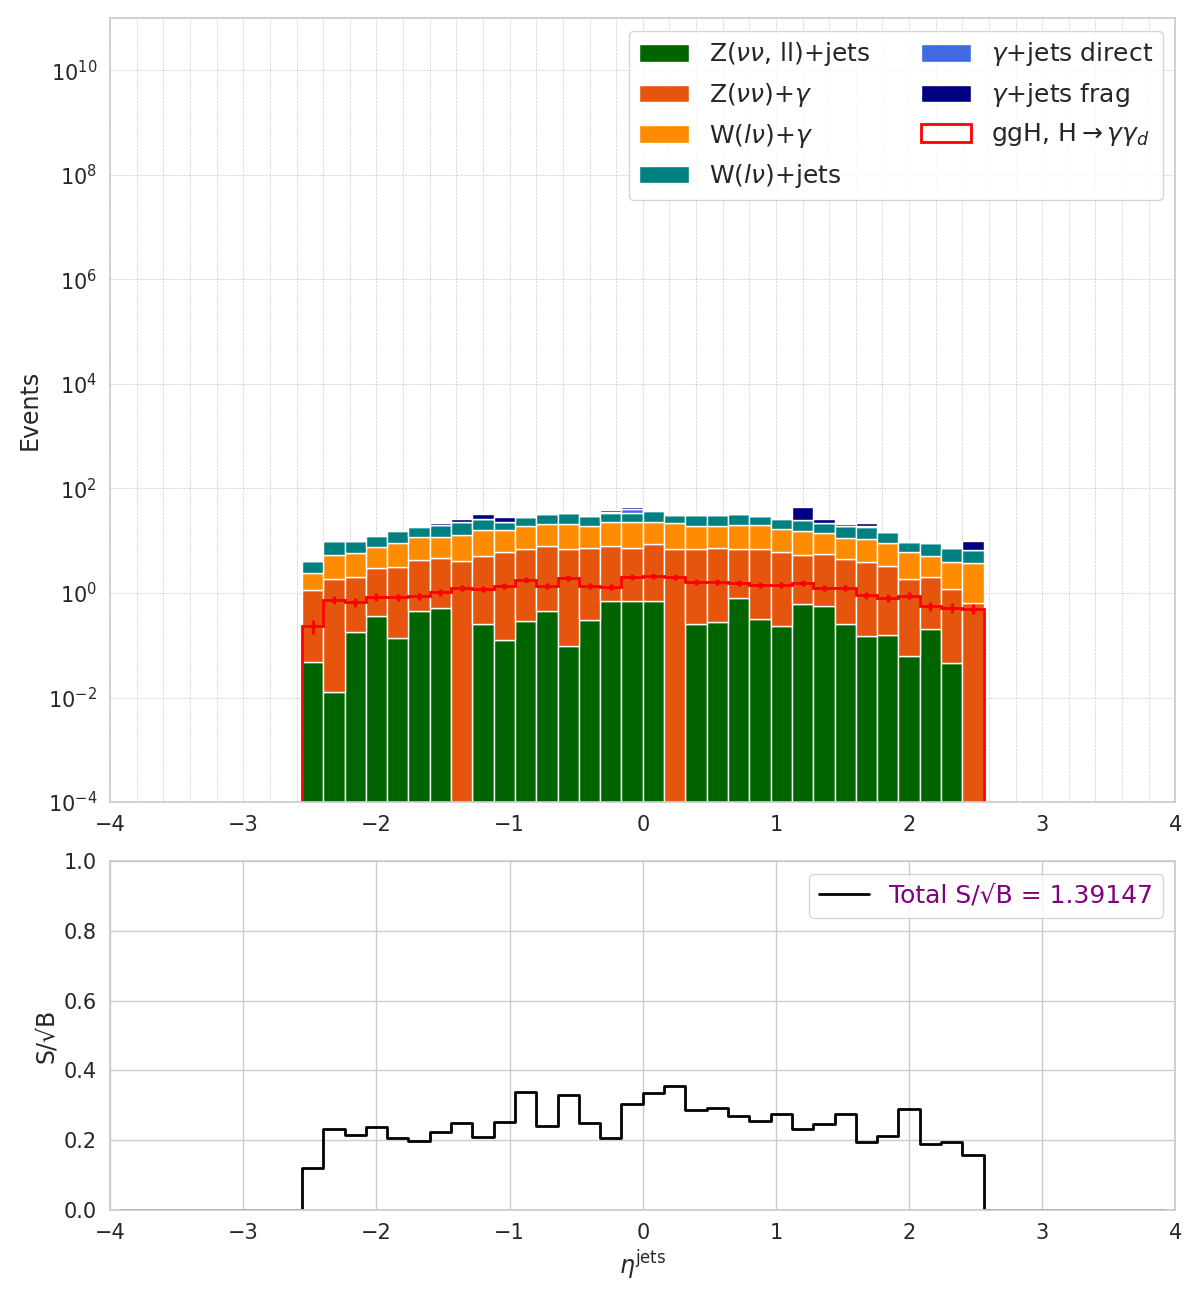 Z(νν, ll)+jets
Z(νν)+γ
W(lν)+γ
W(lν)+jets
γ+jets direct
γ+jets frag
ggH, H→γγ_d
Events
10^10
10^8
10^6
10^4
10^2
10^0
10^−2
10^−4
−4 −3 −2 −1 0 1 2 3 4
Total S/√B = 1.39147
S/√B
1.0
0.8
0.6
0.4
0.2
0.0
−4 −3 −2 −1 0 1 2 3 4
η^jets